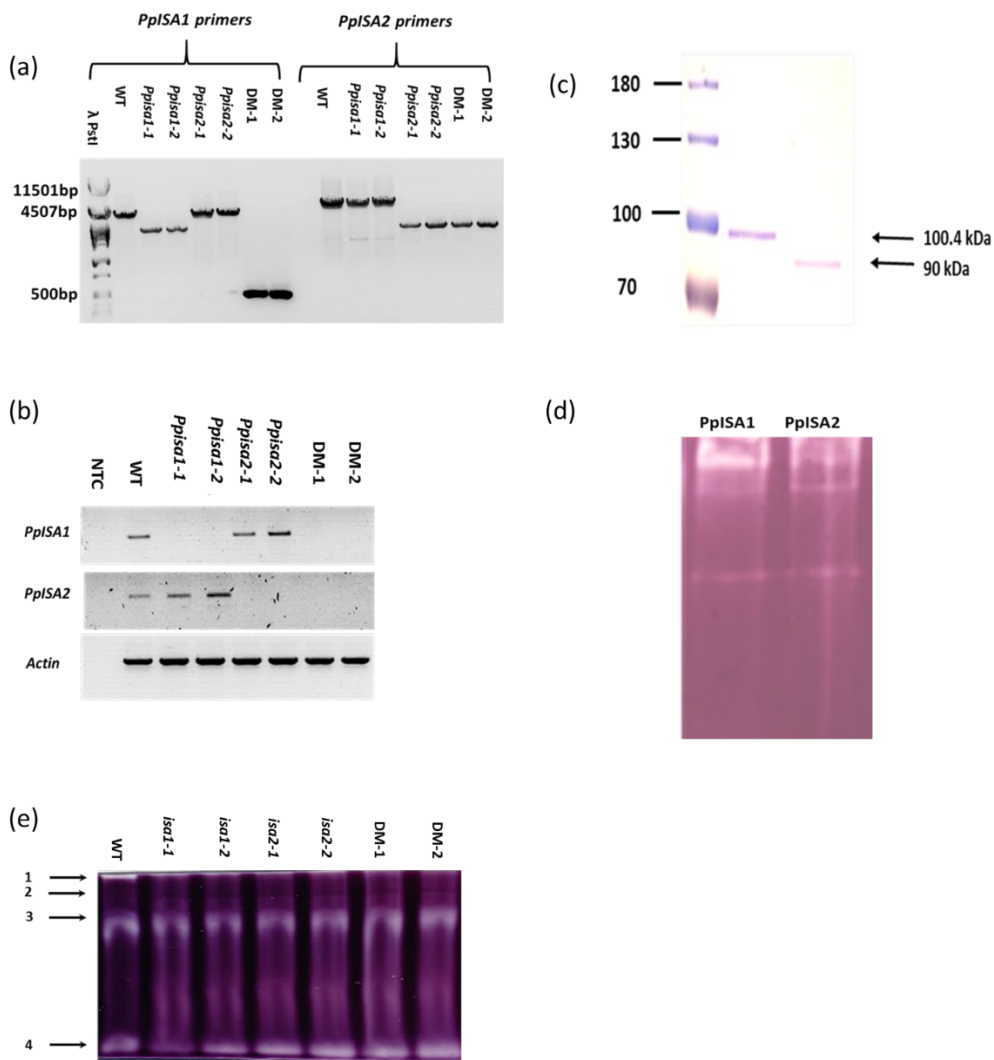 (a)
PpISA1 primers
PpISA2 primers
λ PstI
WT
Ppisa1-1
Ppisa1-2
Ppisa2-1
Ppisa2-2
DM-1
DM-2
WT
Ppisa1-1
Ppisa1-2
Ppisa2-1
Ppisa2-2
DM-1
DM-2
11501bp
4507bp
500bp
(c)
180
130
100
70
100.4 kDa
90 kDa
(b)
NTC
WT
Ppisa1-1
Ppisa1-2
Ppisa2-1
Ppisa2-2
DM-1
DM-2
PpISA1
PpISA2
Actin
(d)
PpISA1 PpISA2
(e)
WT
isa1-1
isa1-2
isa2-1
isa2-2
DM-1
DM-2
1
2
3
4